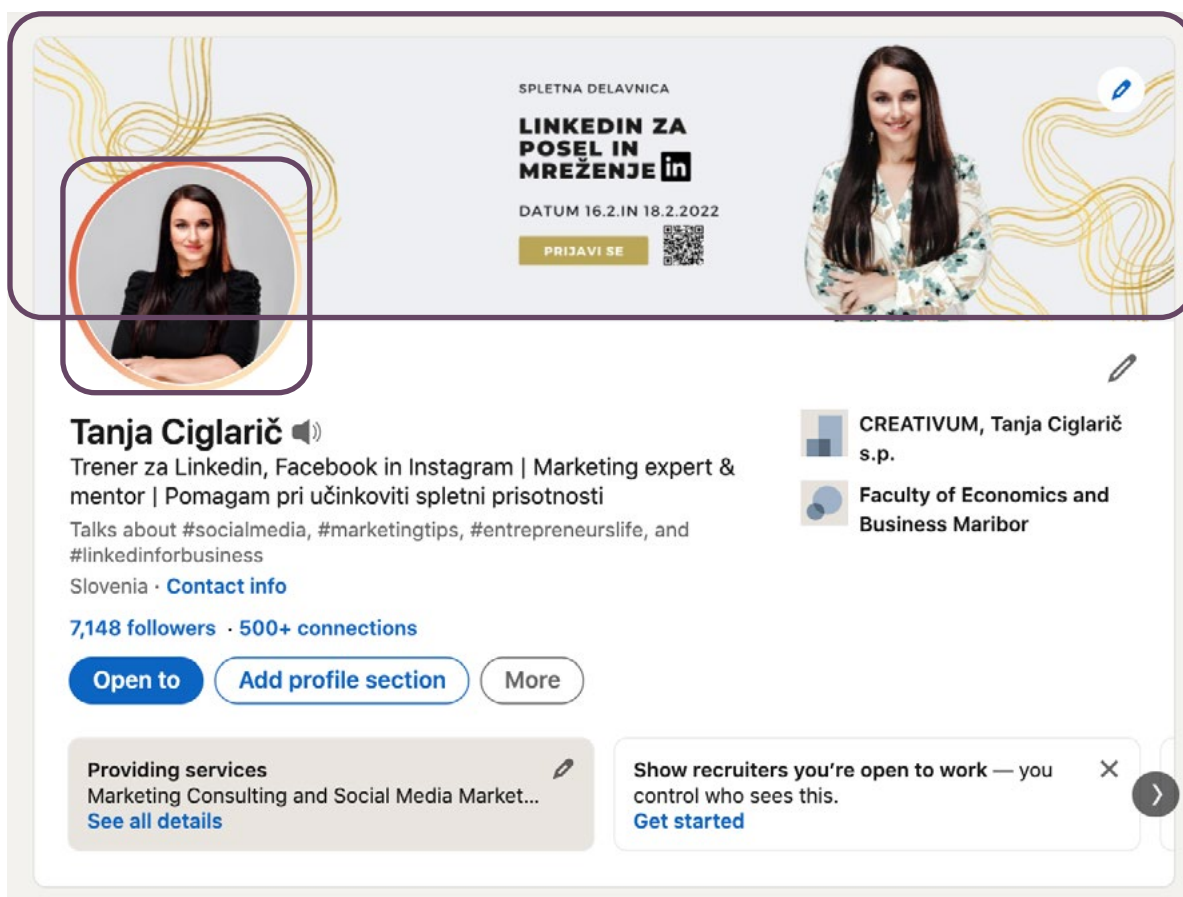 SPLETNA DELAVNICA
LINKEDIN ZA
POSEL IN
MREŽENJE in
DATUM 16.2.IN 18.2.2022
PRIJAVI SE
Tanja Ciglarič
Trener za Linkedin, Facebook in Instagram | Marketing expert &
mentor | Pomagam pri učinkoviti spletni prisotnosti
Talks about #socialmedia, #marketingtips, #entrepreneurslife, and
#linkedinforbusiness
Slovenia · Contact info
7,148 followers · 500+ connections
Open to
Add profile section
More
CREATIVUM, Tanja Ciglarič
s.p.
Faculty of Economics and
Business Maribor
Providing services
Marketing Consulting and Social Media Market...
See all details
Show recruiters you're open to work — you
control who sees this.
Get started